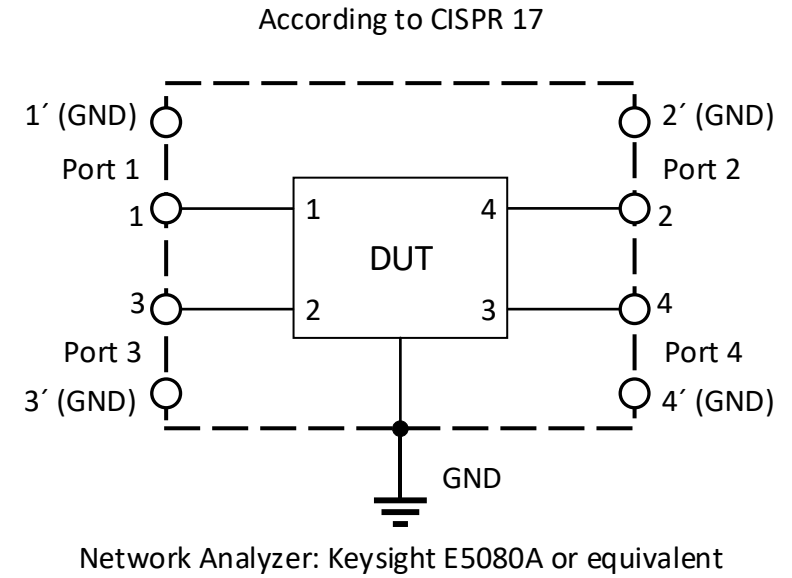 According to CISPR 17
1´ (GND)
2´ (GND)
Port 1
Port 2
1
1
4
2
DUT
3
2
3
4
Port 3
Port 4
3´ (GND)
4´ (GND)
GND
Network Analyzer: Keysight E5080A or equivalent